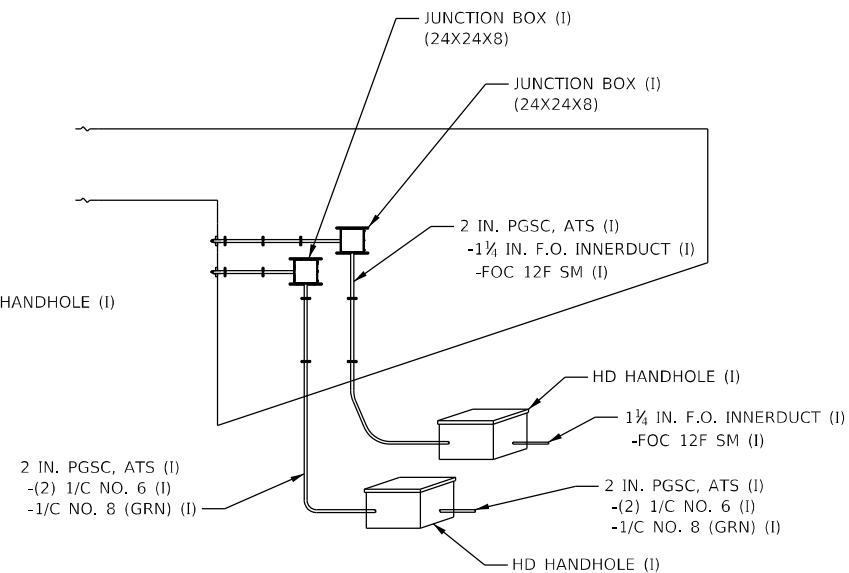 JUNCTION BOX (I)
(24X24X8)
JUNCTION BOX (I)
(24X24X8)
2 IN. PGSC, ATS (I)
-1¼ IN. F.O. INNERDUCT (I)
-FOC 12F SM (I)
HANDHOLE (I)
HD HANDHOLE (I)
1¼ IN. F.O. INNERDUCT (I)
-FOC 12F SM (I)
2 IN. PGSC, ATS (I)
-(2) 1/C NO. 6 (I)
-1/C NO. 8 (GRN) (I)
2 IN. PGSC, ATS (I)
-(2) 1/C NO. 6 (I)
-1/C NO. 8 (GRN) (I)
HD HANDHOLE (I)